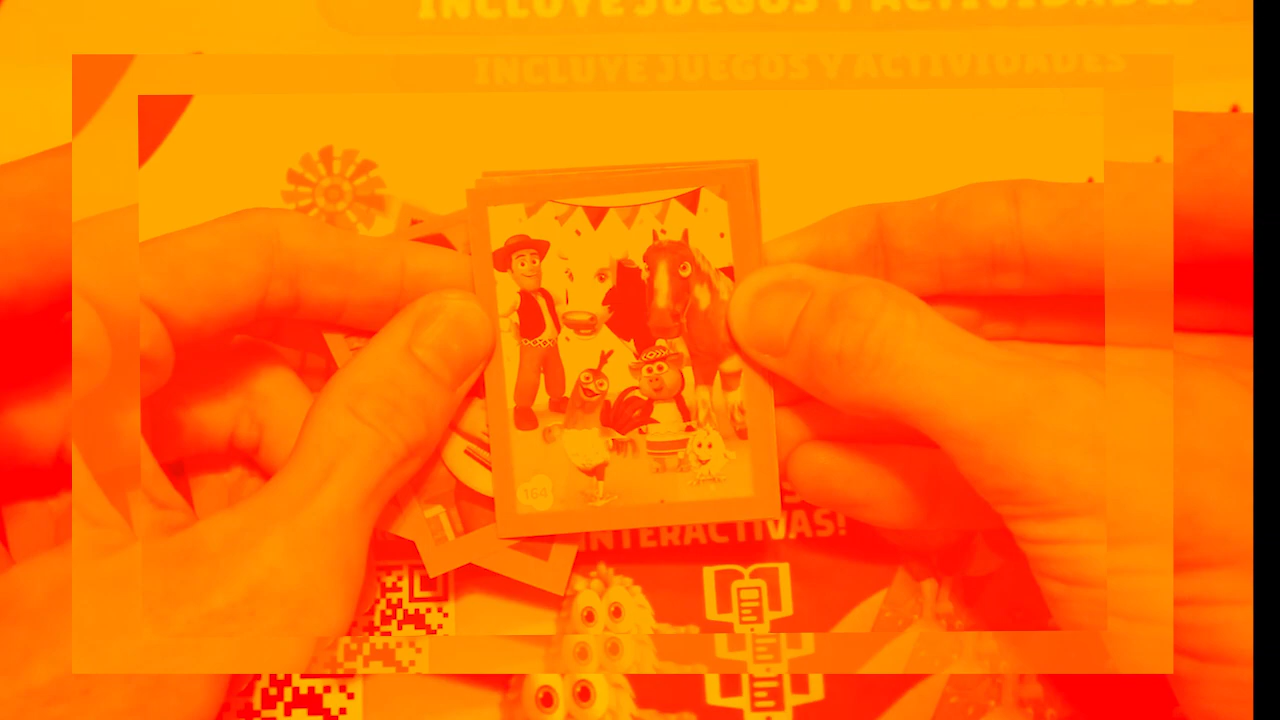 INCLUYE JUEGOS Y ACTIVIDADES
INCLUYE JUEGOS Y ACTIVIDADES
164
INTERACTIVAS!